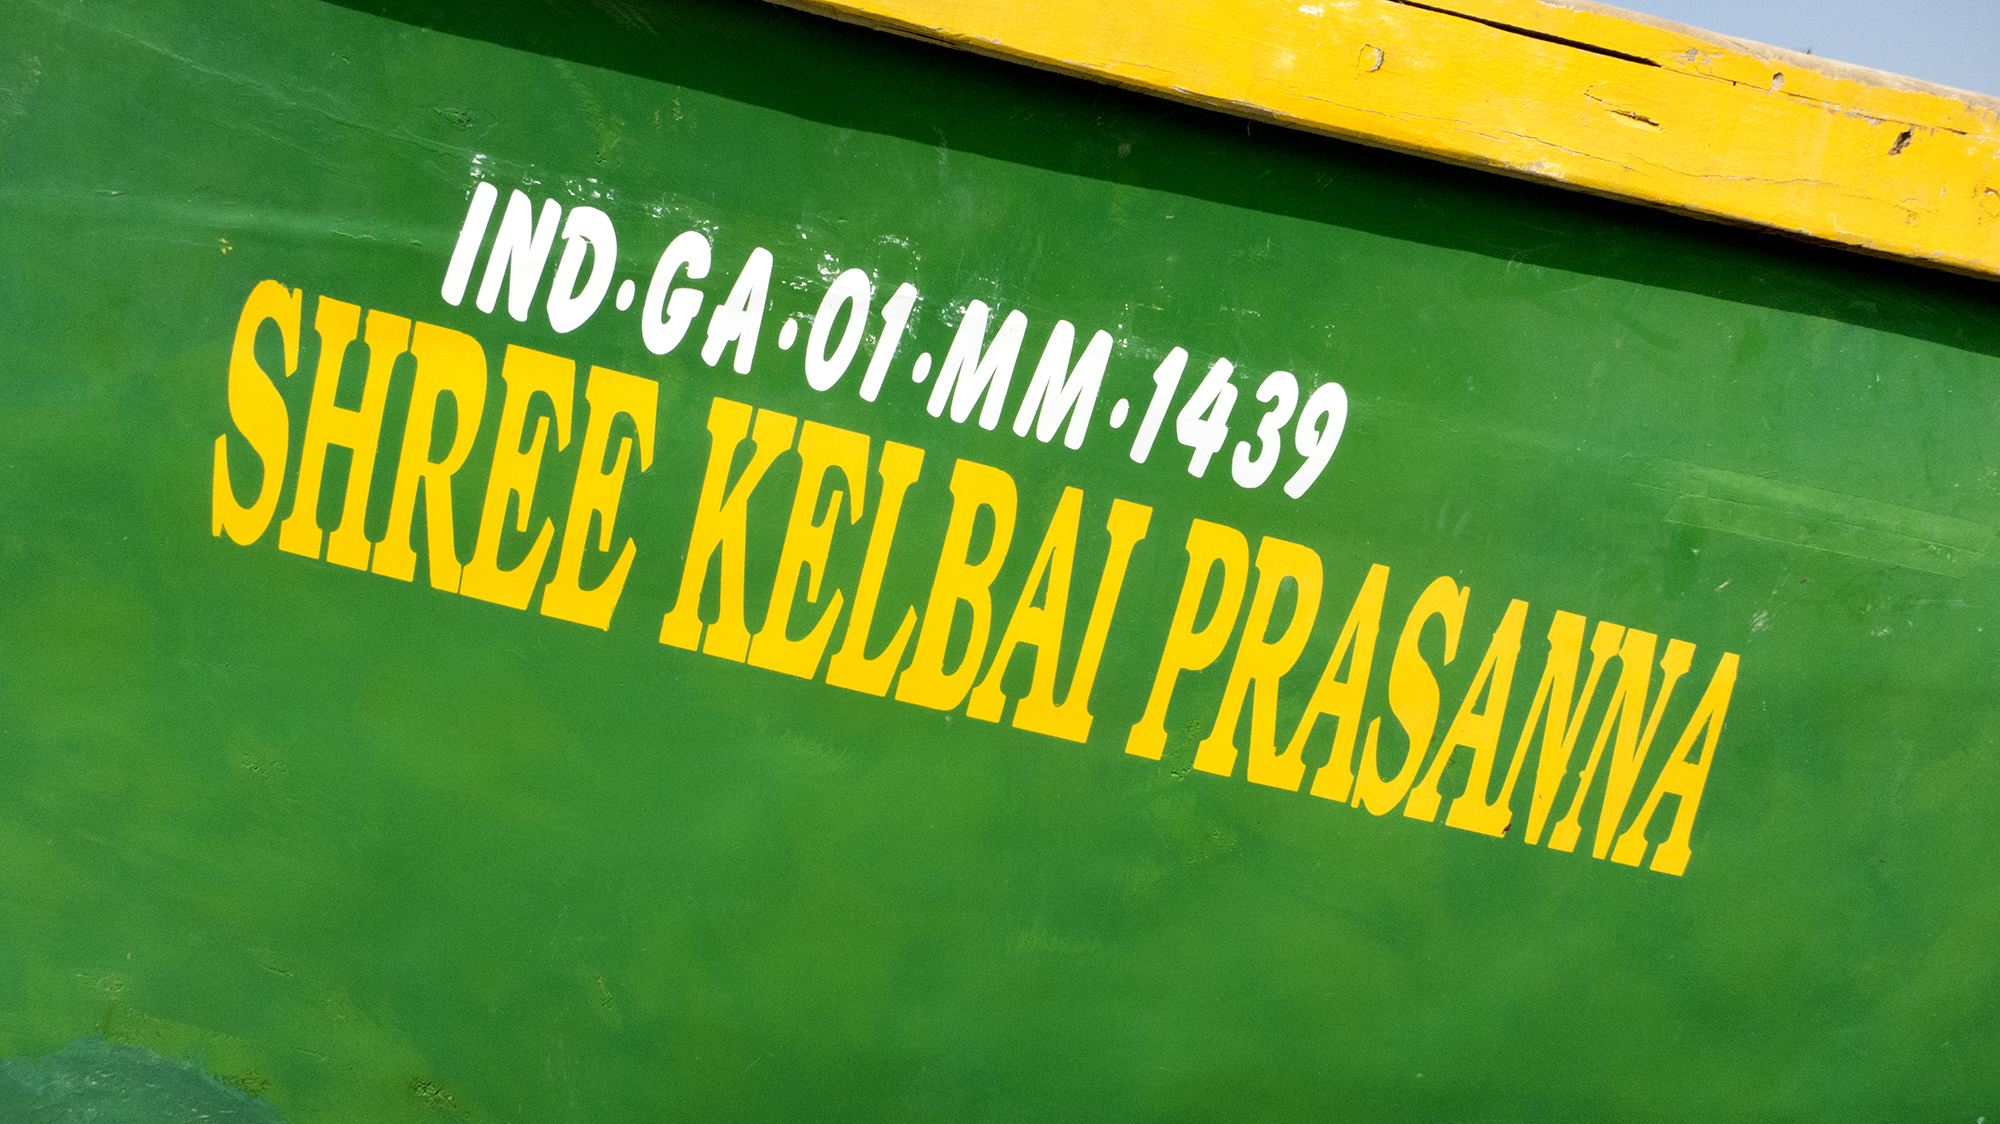 IND·GA·01·MM·1439
SHREE KELBAI PRASANNA